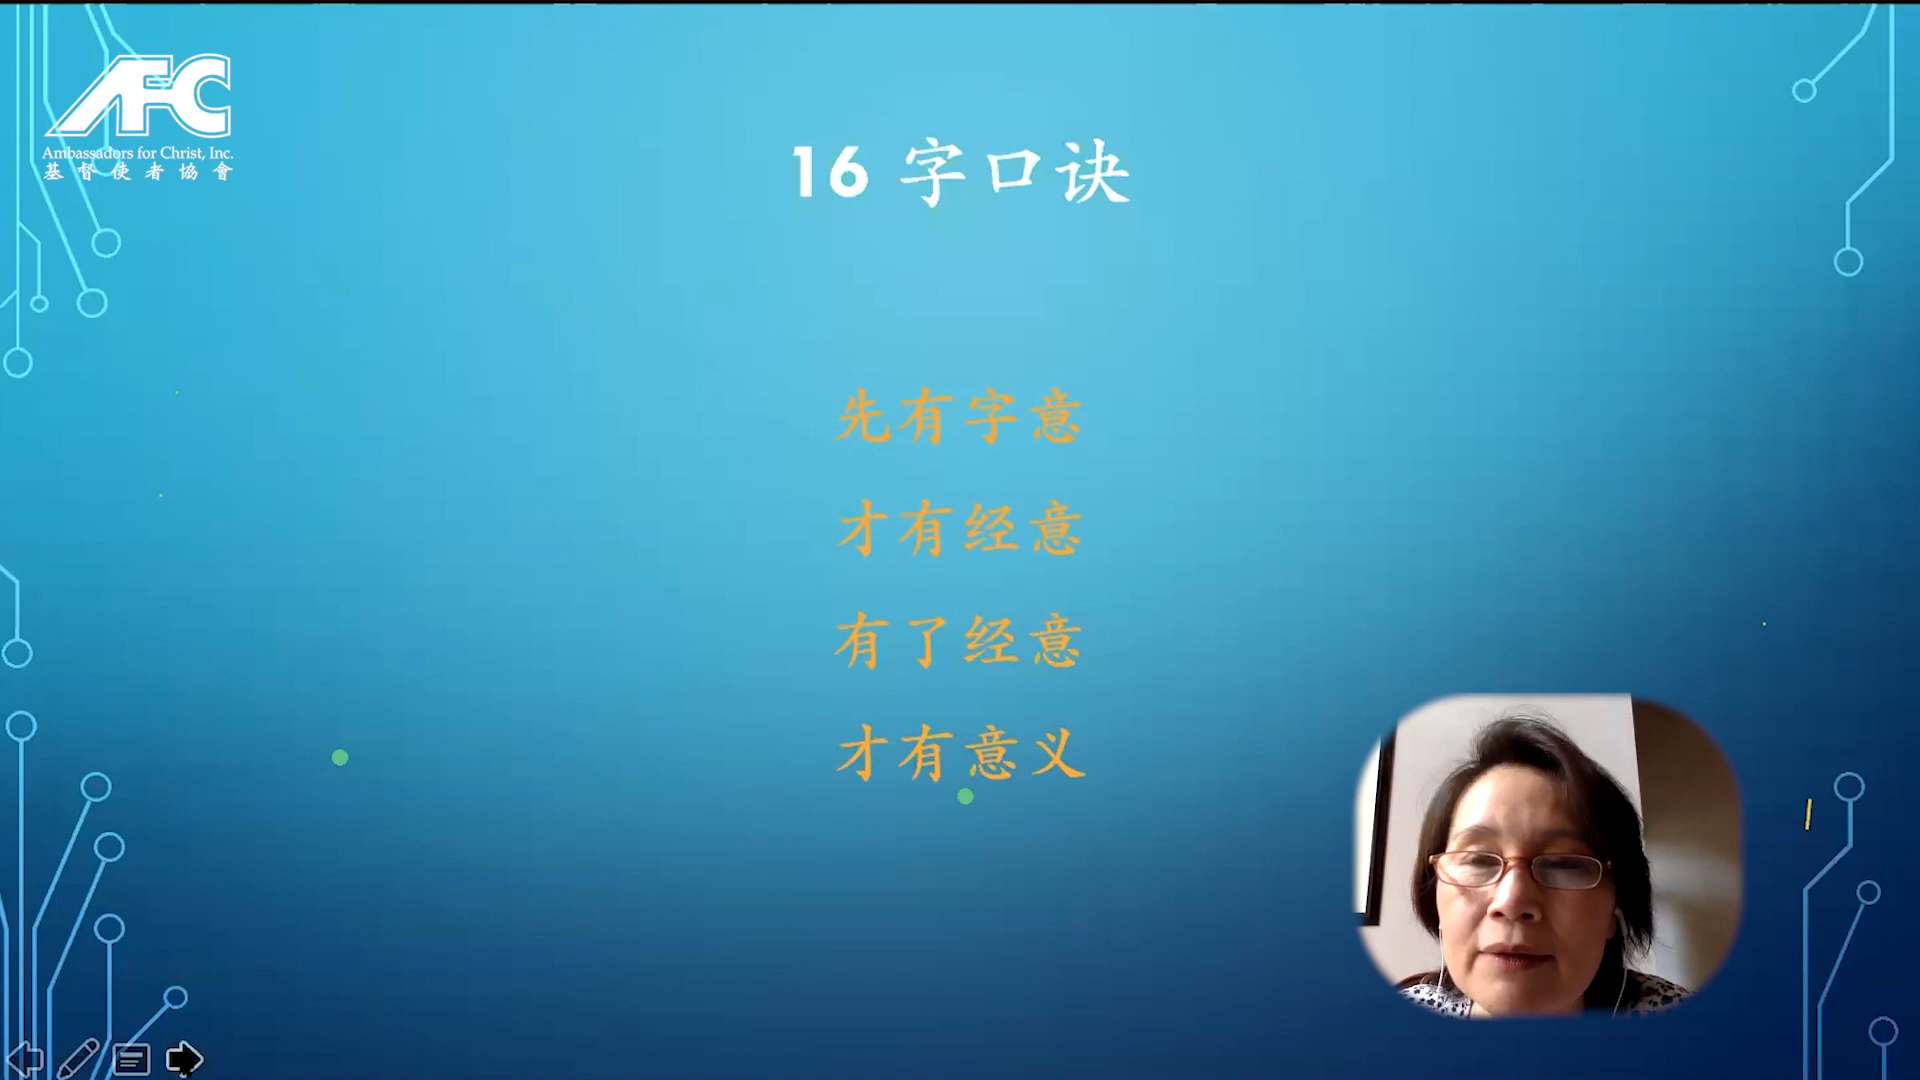 AFC
Ambassadors for Christ, Inc.
基督使者協會
16 字口诀
先有字意
才有经意
有了经意
才有意义